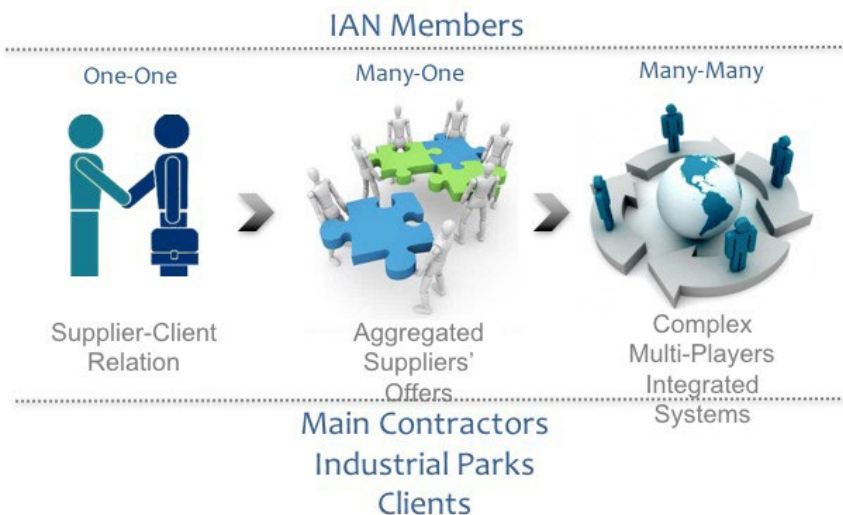 IAN Members
One-One
Many-One
Many-Many
Supplier-Client
Relation
Aggregated
Suppliers'
Offers
Complex
Multi-Players
Integrated
Systems
Main Contractors
Industrial Parks
Clients